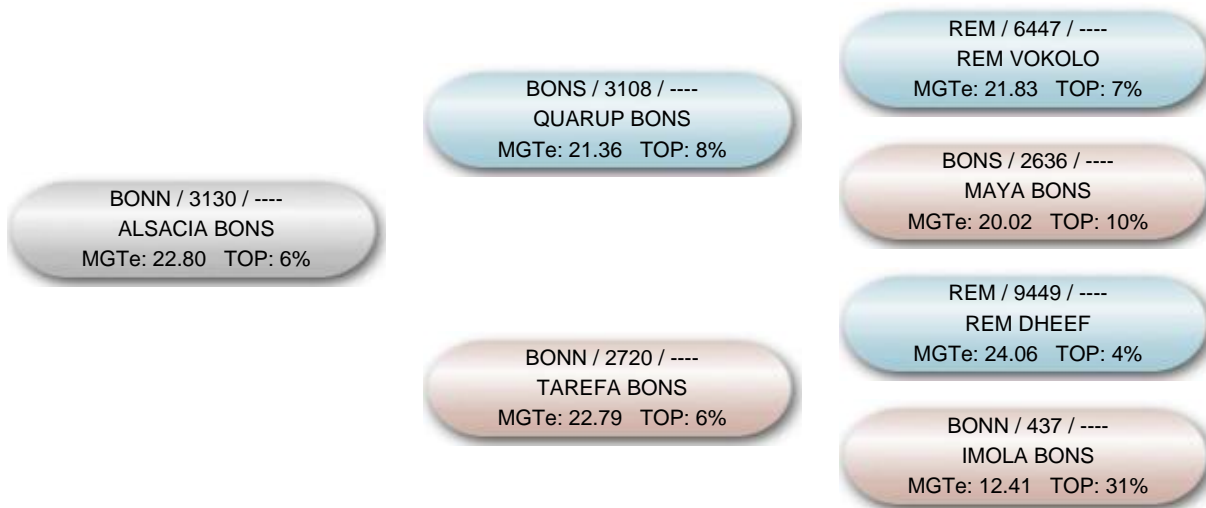 REM / 6447 / ----
REM VOKOLO
MGTe: 21.83 TOP: 7%
BONS / 3108 / ----
QUARUP BONS
MGTe: 21.36 TOP: 8%
BONS / 2636 / ----
MAYA BONS
MGTe: 20.02 TOP: 10%
BONN / 3130 / ----
ALSACIA BONS
MGTe: 22.80 TOP: 6%
REM / 9449 / ----
REM DHEEF
MGTe: 24.06 TOP: 4%
BONN / 2720 / ----
TAREFA BONS
MGTe: 22.79 TOP: 6%
BONN / 437 / ----
IMOLA BONS
MGTe: 12.41 TOP: 31%